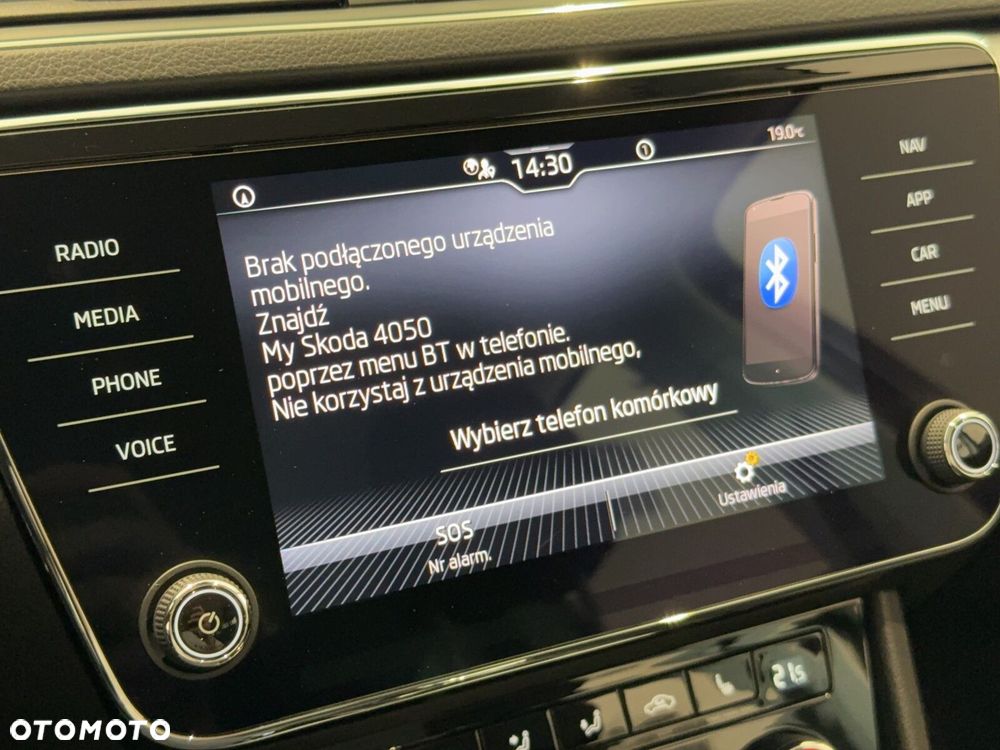 14:30
1
19.0°C
RADIO
MEDIA
PHONE
VOICE
NAV
APP
CAR
MENU
Brak podłączonego urządzenia
mobilnego.
Znajdź
My Skoda 4050
poprzez menu BT w telefonie.
Nie korzystaj z urządzenia mobilnego,
Wybierz telefon komórkowy
SOS
Nr alarm.
Ustawienia
21.5
OTOMOTO